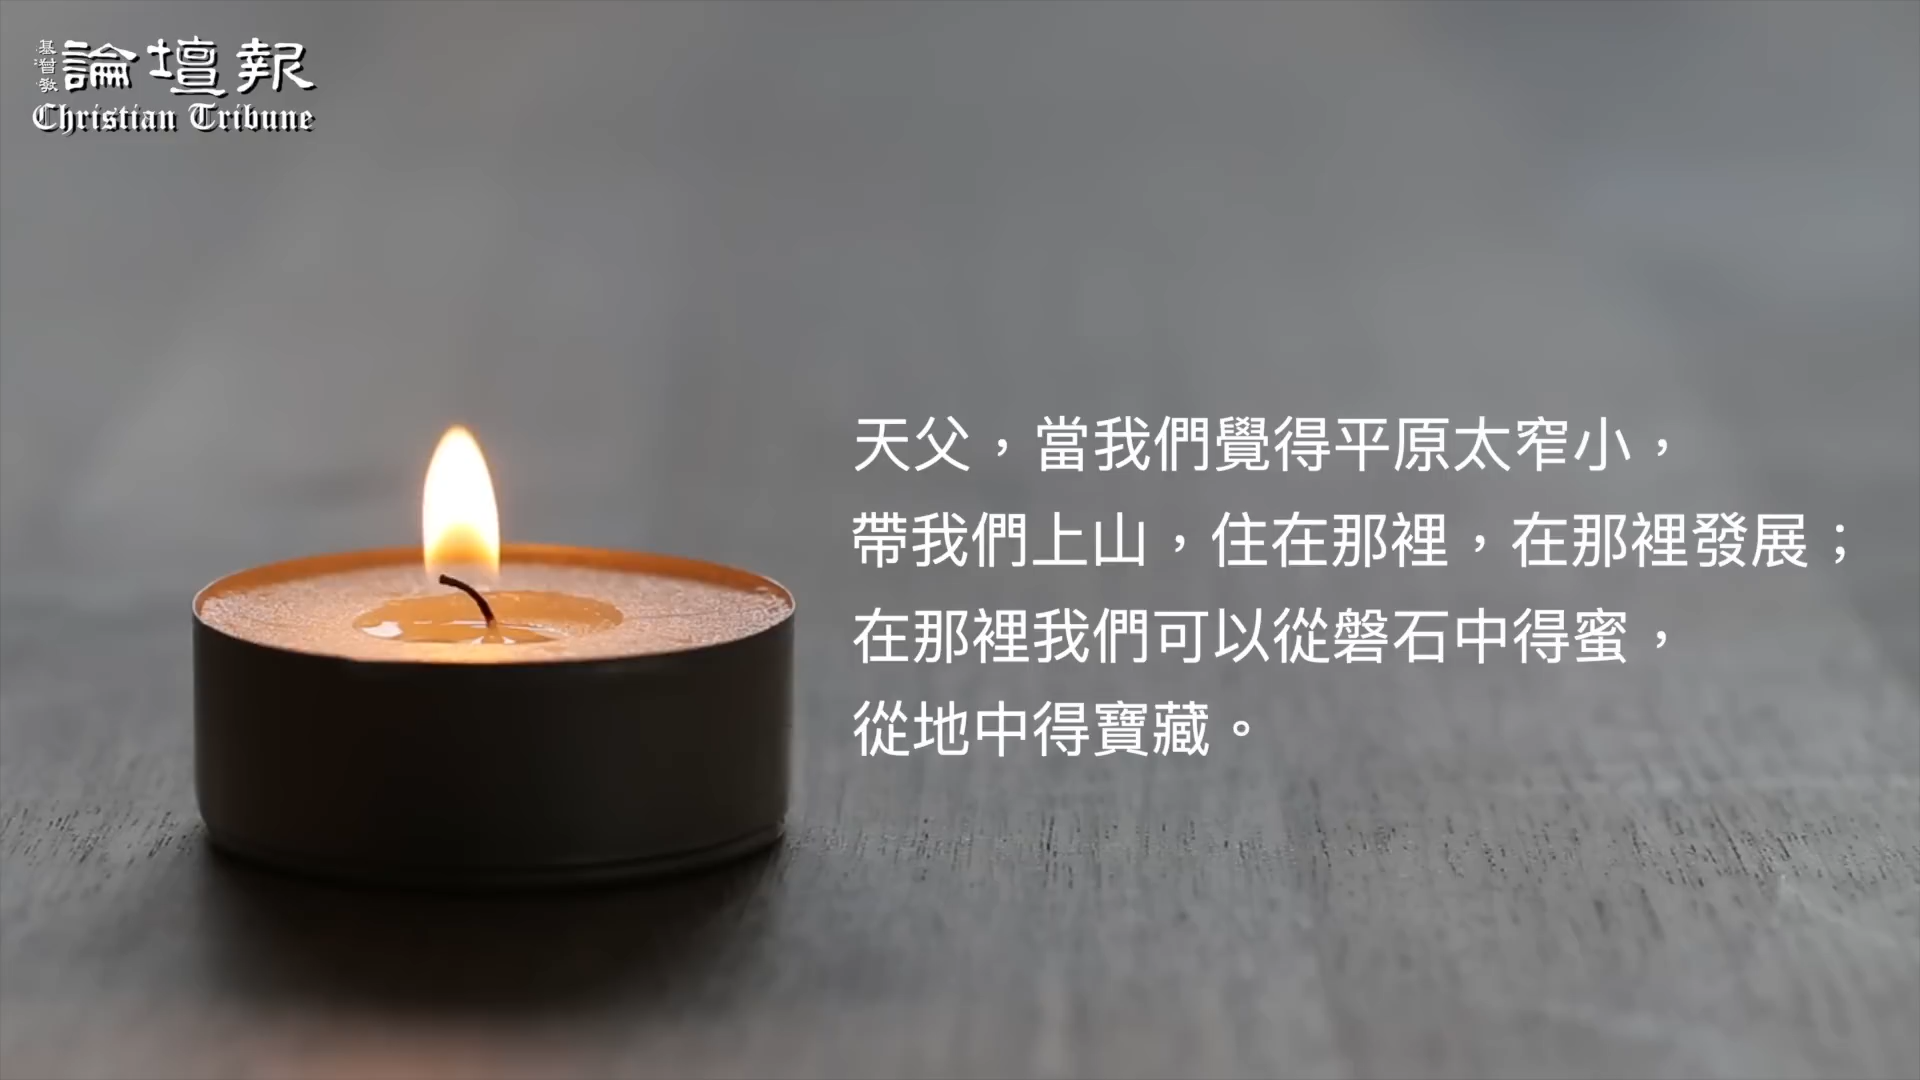 基督教
論壇報
Christian Tribune
天父，當我們覺得平原太窄小，
帶我們上山，住在那裡，在那裡發展；
在那裡我們可以從磐石中得蜜，
從地中得寶藏。